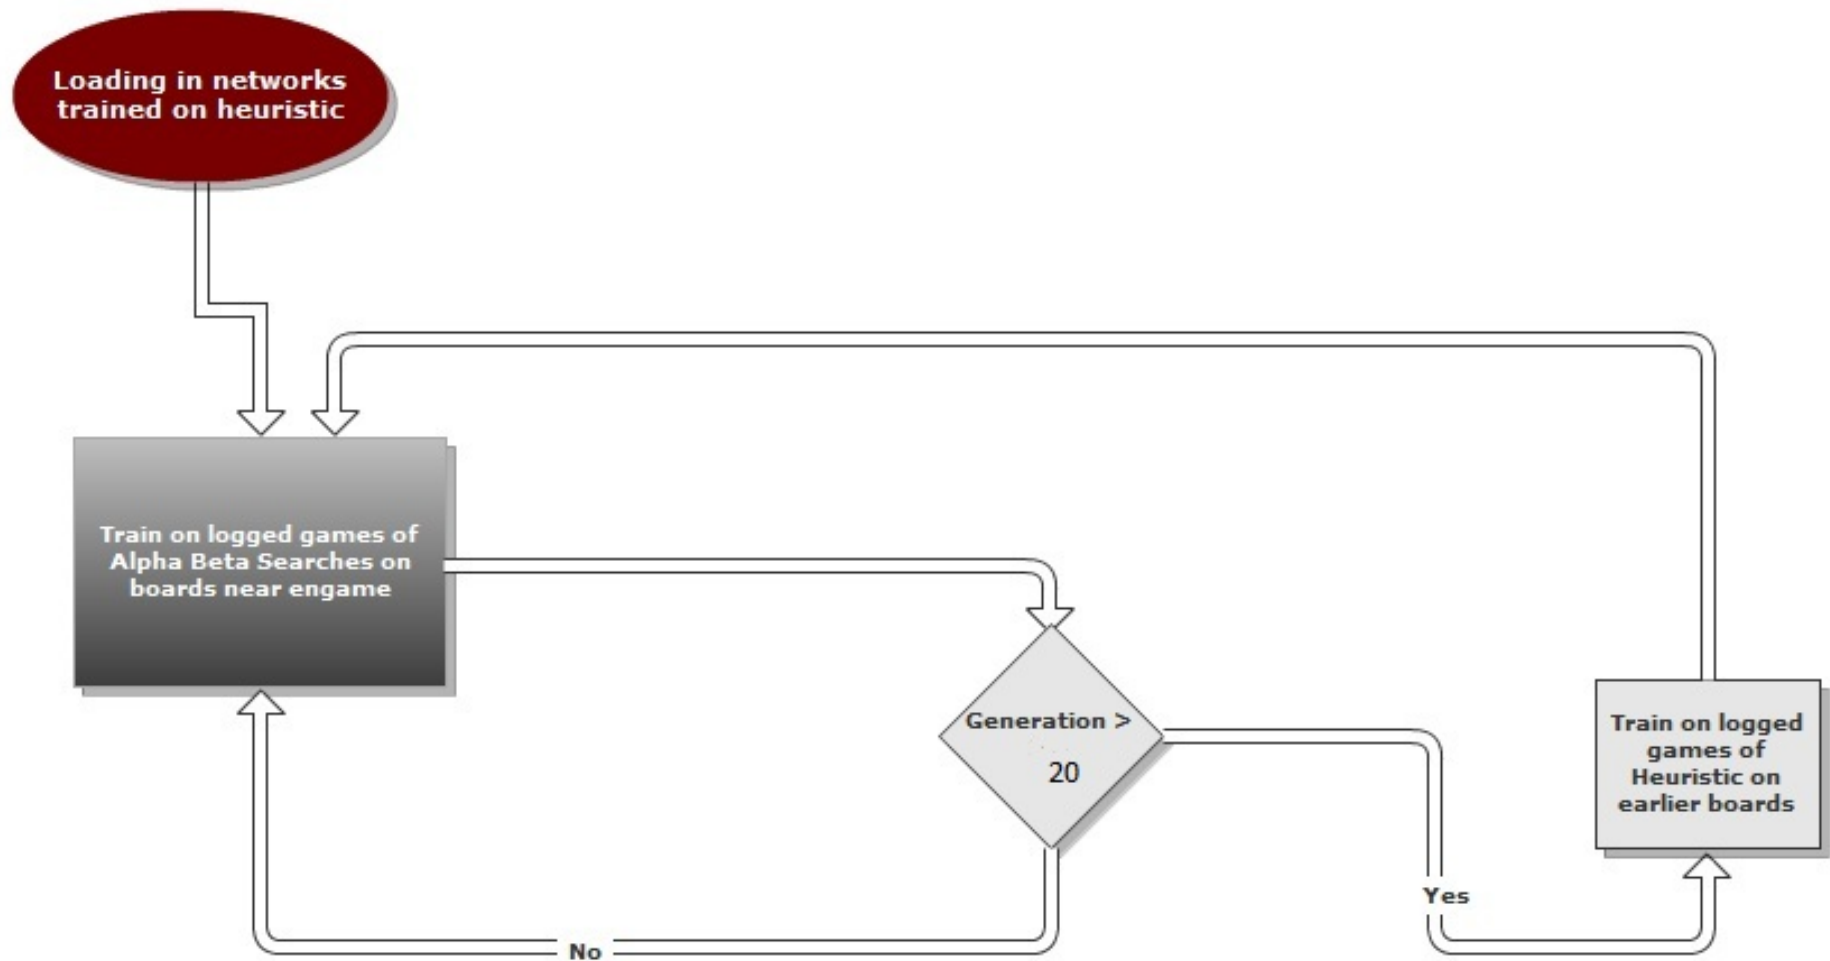 Loading in networks
trained on heuristic
Train on logged games of
Alpha Beta Searches on
boards near engame
Generation >
20
Train on logged
games of
Heuristic on
earlier boards
Yes
No